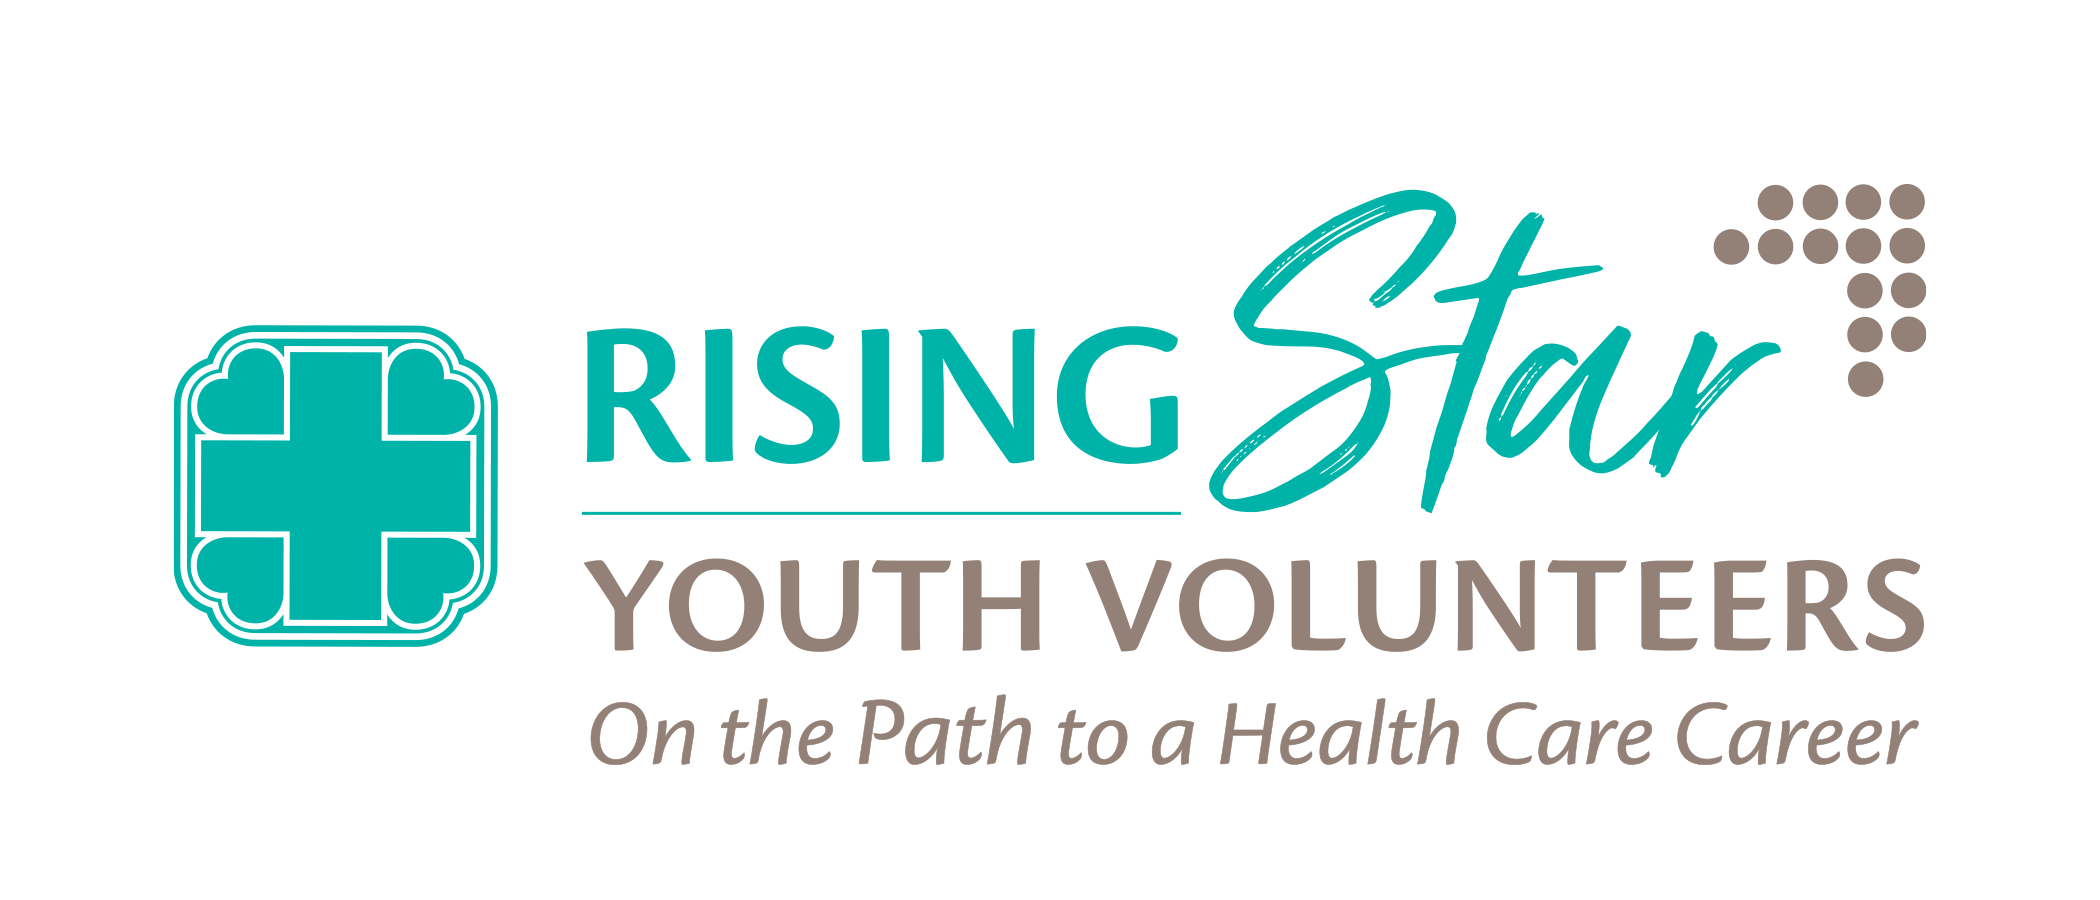 RISING Star
YOUTH VOLUNTEERS
On the Path to a Health Care Career